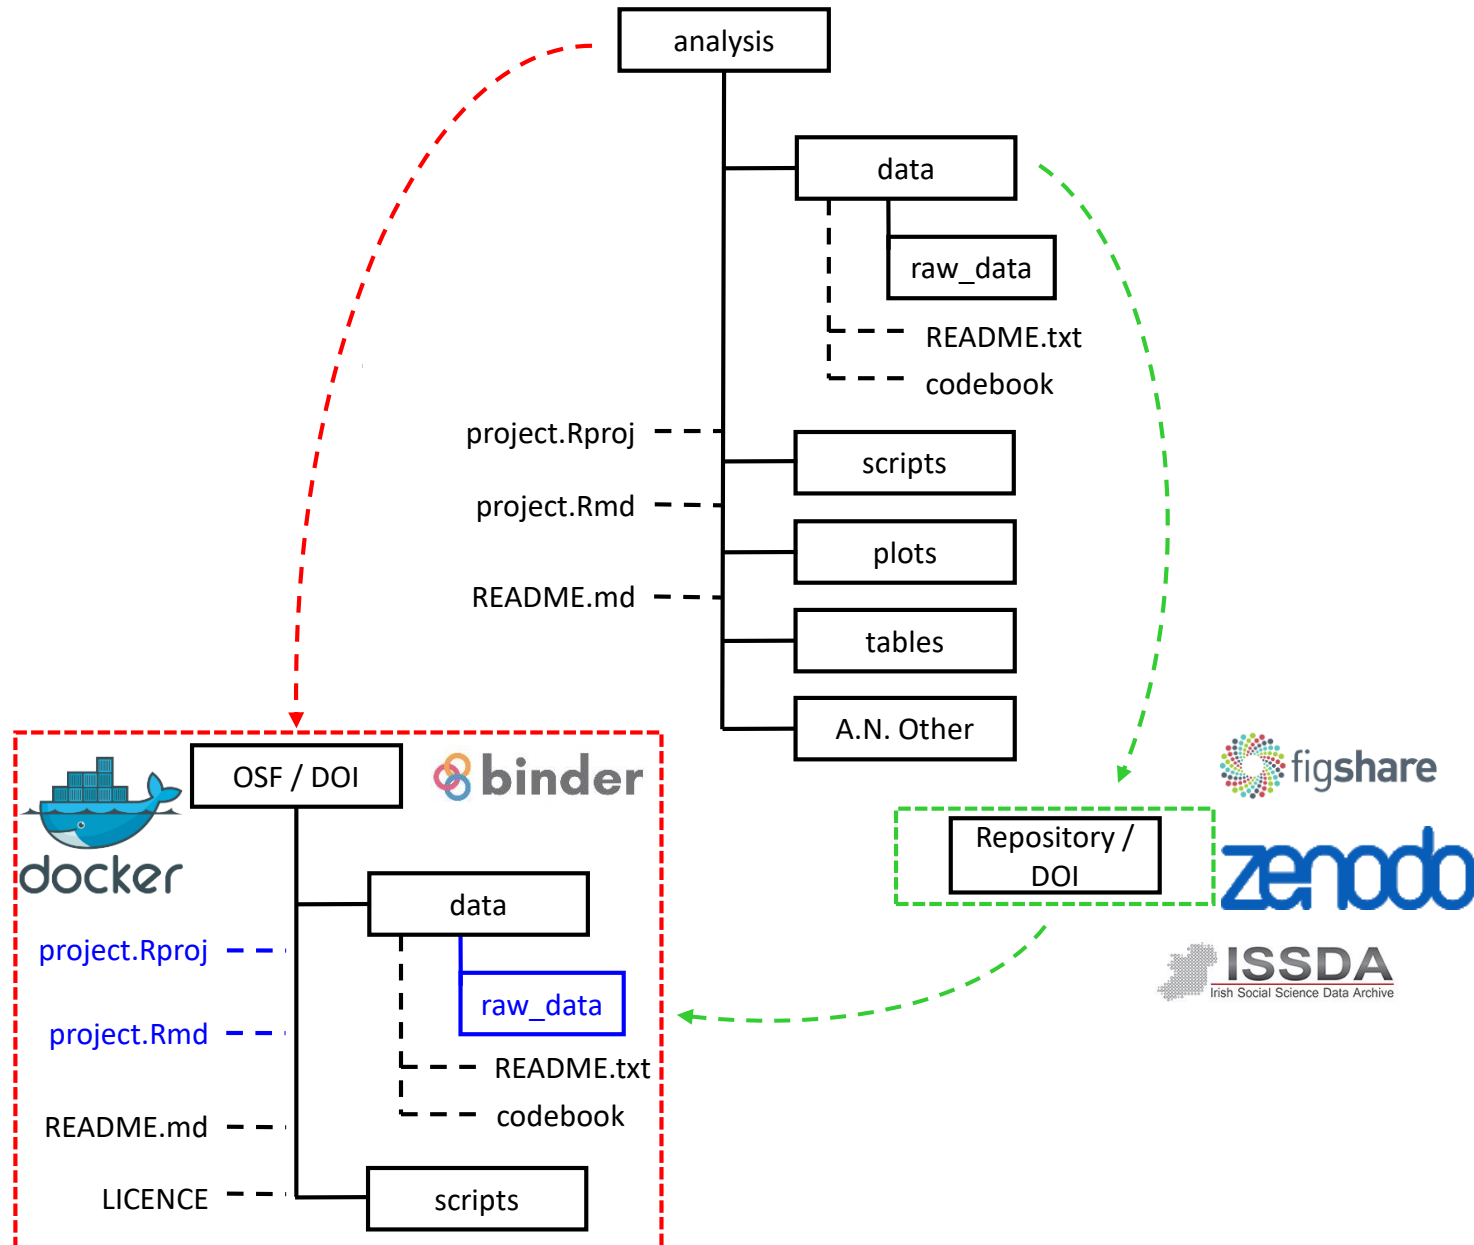 analysis
data
raw_data
README.txt
codebook
project.Rproj
scripts
project.Rmd
plots
README.md
tables
A.N. Other
OSF / DOI
binder
docker
data
project.Rproj
raw_data
project.Rmd
README.txt
codebook
README.md
LICENCE
scripts
Repository /
DOI
figshare
zenodo
ISSDA
Irish Social Science Data Archive